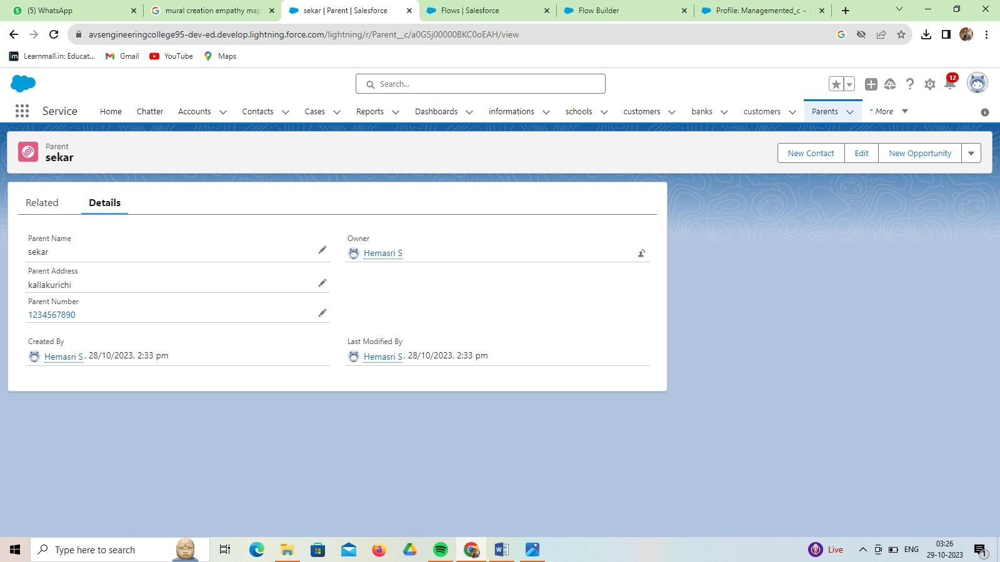 (5) WhatsApp
mural creation empathy map
sekar | Parent | Salesforce
Flows | Salesforce
Flow Builder
Profile: Managemented_c ~
avsengineeringcollege95-dev-ed.develop.lightning.force.com/lightning/r/Parent__c/a0G5j00000BKC0oEAH/view
Learnmall.in: Educat...
Gmail
YouTube
Maps
Search...
12
Service
Home
Chatter
Accounts
Contacts
Cases
Reports
Dashboards
informations
schools
customers
banks
customers
Parents
* More
Parent
sekar
New Contact
Edit
New Opportunity
Related
Details
Parent Name
sekar
Owner
Hemasri S
Parent Address
kallakurichi
Parent Number
1234567890
Created By
Hemasri S, 28/10/2023, 2:33 pm
Last Modified By
Hemasri S, 28/10/2023, 2:33 pm
Type here to search
Live
ENG
03:26
29-10-2023
1